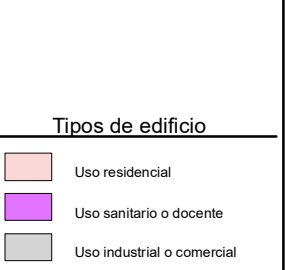 Tipos de edificio
Uso residencial
Uso sanitario o docente
Uso industrial o comercial